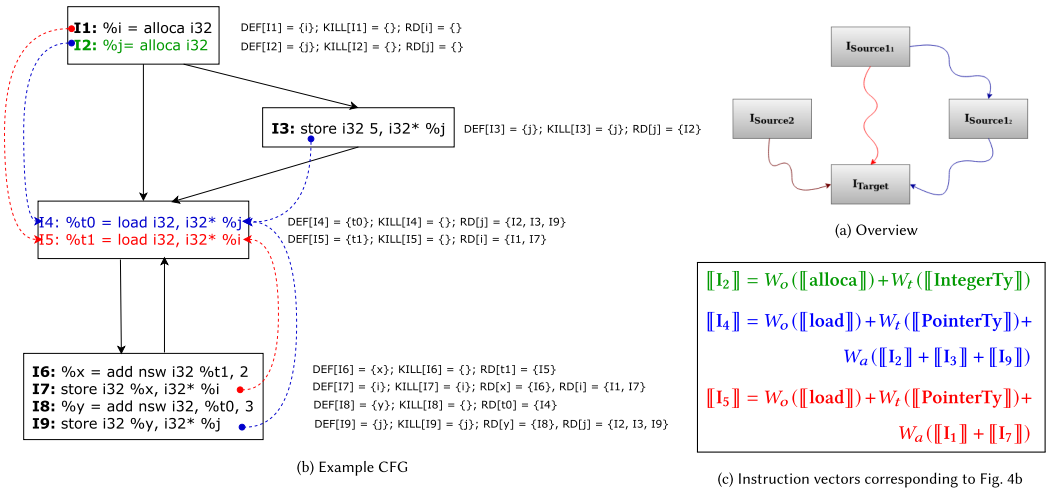 I1: %i = alloca i32
I2: %j= alloca i32
DEF[I1] = {i}; KILL[I1] = {}; RD[i] = {}
DEF[I2] = {j}; KILL[I2] = {}; RD[j] = {}
I3: store i32 5, i32* %j
DEF[I3] = {j}; KILL[I3] = {j}; RD[j] = {I2}
I4: %t0 = load i32, i32* %j
I5: %t1 = load i32, i32* %i
DEF[I4] = {t0}; KILL[I4] = {}; RD[j] = {I2, I3, I9}
DEF[I5] = {t1}; KILL[I5] = {}; RD[i] = {I1, I7}
I6: %x = add nsw i32 %t1, 2
I7: store i32 %x, i32* %i
I8: %y = add nsw i32, %t0, 3
I9: store i32 %y, i32* %j
DEF[I6] = {x}; KILL[I6] = {}; RD[t1] = {I5}
DEF[I7] = {i}; KILL[I7] = {i}; RD[x] = {I6}, RD[i] = {I1, I7}
DEF[I8] = {y}; KILL[I8] = {}; RD[t0] = {I4}
DEF[I9] = {j}; KILL[I9] = {j}; RD[y] = {I8}, RD[j] = {I2, I3, I9}
(b) Example CFG
I_Source1_1
I_Source2
I_Source1_2
I_Target
(a) Overview
⟦I₂⟧ = Wₒ(⟦alloca⟧)+Wₜ(⟦IntegerTy⟧)
⟦I₄⟧ = Wₒ(⟦load⟧)+Wₜ(⟦PointerTy⟧)+
Wₐ(⟦I₂⟧ + ⟦I₃⟧ + ⟦I₉⟧)
⟦I₅⟧ = Wₒ(⟦load⟧)+Wₜ(⟦PointerTy⟧)+
Wₐ(⟦I₁⟧ + ⟦I₇⟧)
(c) Instruction vectors corresponding to Fig. 4b